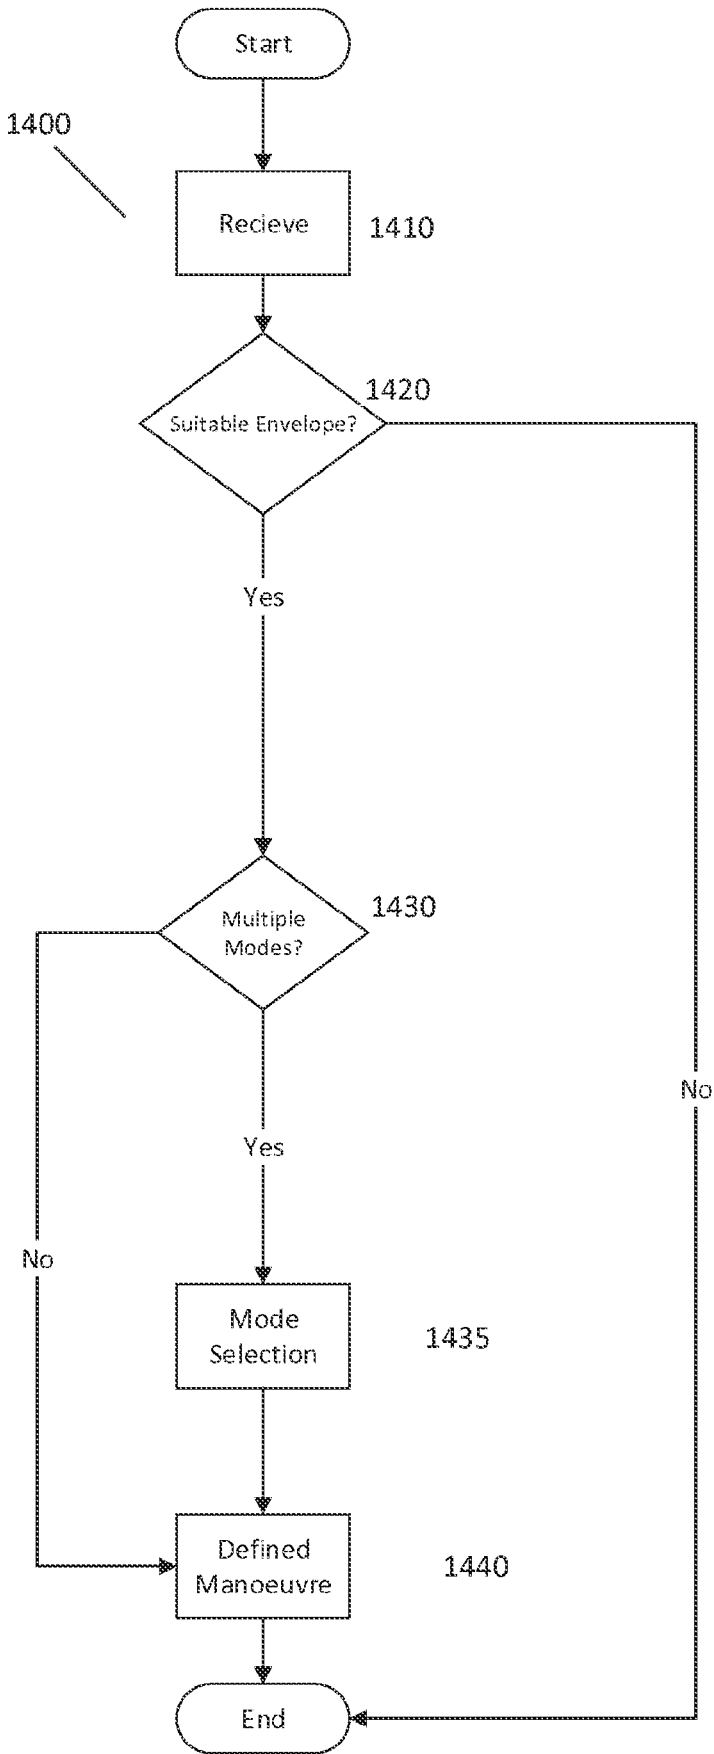 Start
1400
Recieve
1410
1420
Suitable Envelope?
Yes
1430
Multiple
Modes?
No
Yes
No
Mode
Selection
1435
Defined
Manoeuvre
1440
End